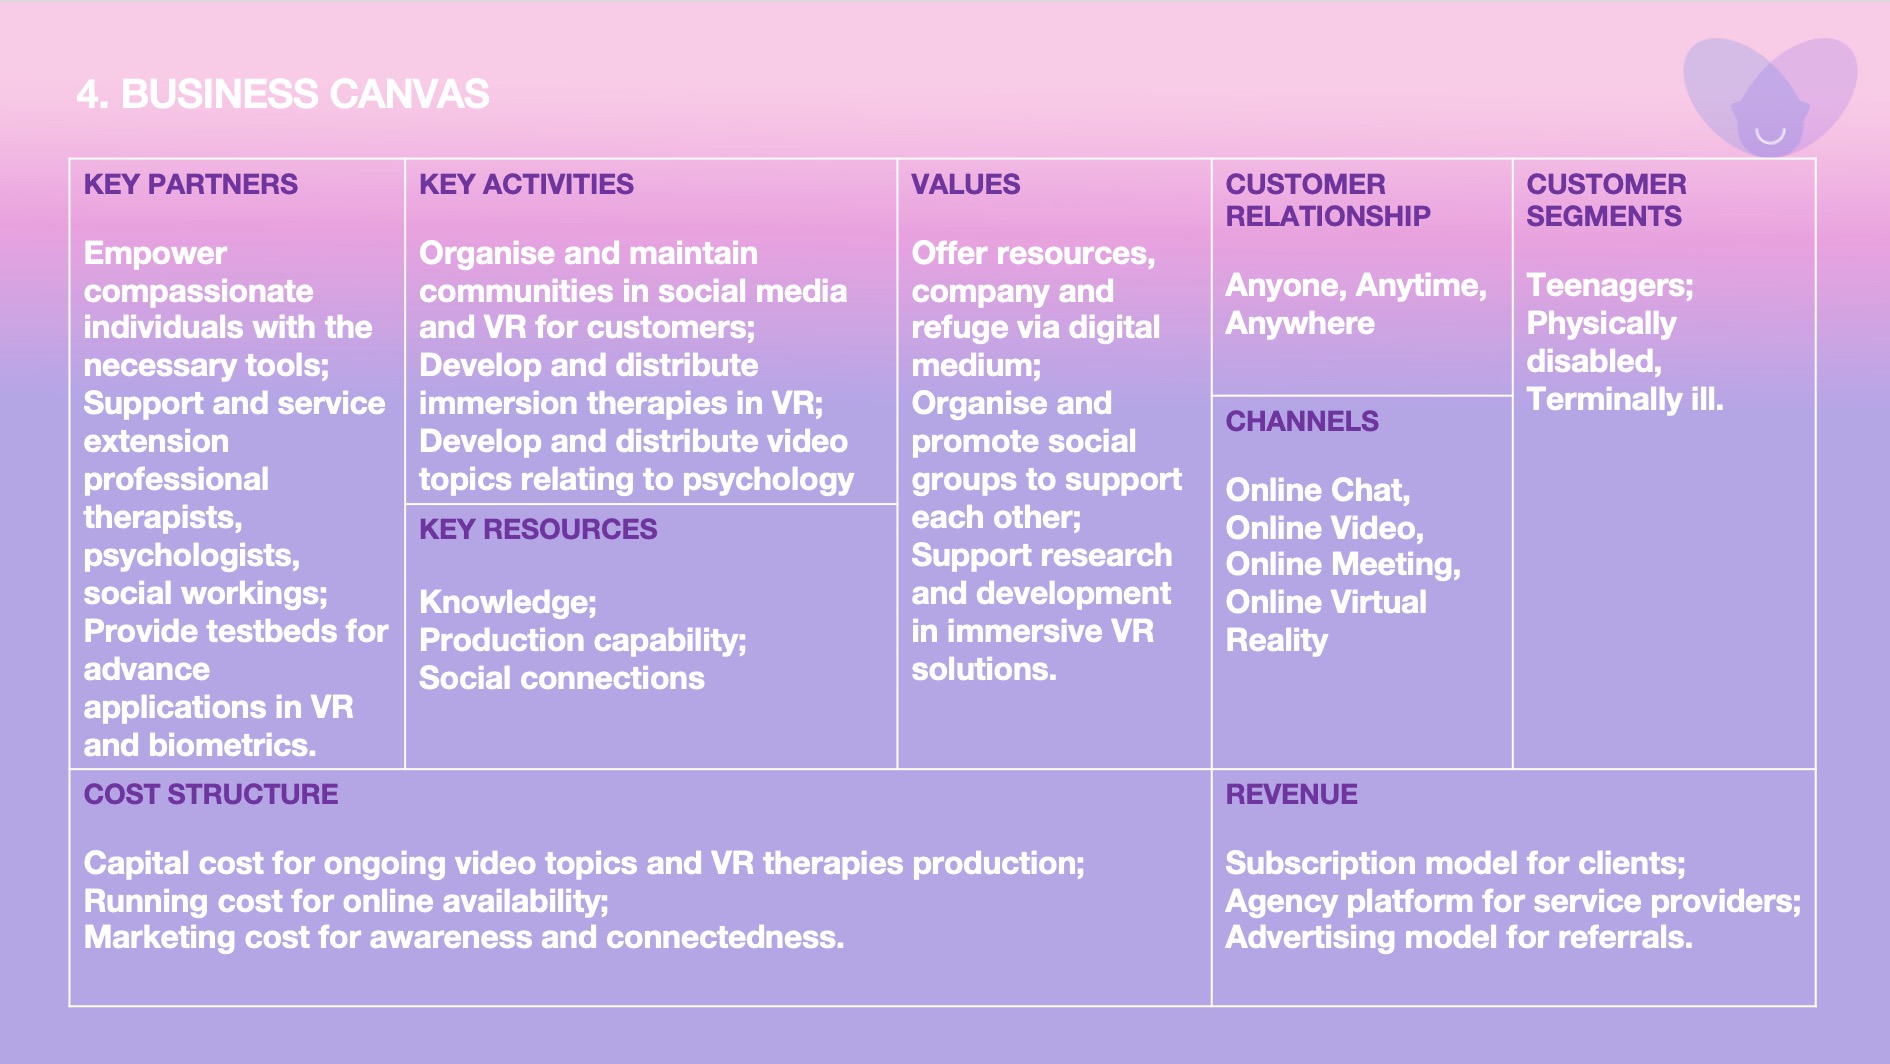 4. BUSINESS CANVAS
KEY PARTNERS
Empower
compassionate
individuals with the
necessary tools;
Support and service
extension
professional
therapists,
psychologists,
social workings;
Provide testbeds for
advance
applications in VR
and biometrics.
KEY ACTIVITIES
Organise and maintain
communities in social media
and VR for customers;
Develop and distribute
immersion therapies in VR;
Develop and distribute video
topics relating to psychology
KEY RESOURCES
Knowledge;
Production capability;
Social connections
VALUES
Offer resources,
company and
refuge via digital
medium;
Organise and
promote social
groups to support
each other;
Support research
and development
in immersive VR
solutions.
CUSTOMER
RELATIONSHIP
Anyone, Anytime,
Anywhere
CHANNELS
Online Chat,
Online Video,
Online Meeting,
Online Virtual
Reality
CUSTOMER
SEGMENTS
Teenagers;
Physically
disabled,
Terminally ill.
COST STRUCTURE
Capital cost for ongoing video topics and VR therapies production;
Running cost for online availability;
Marketing cost for awareness and connectedness.
REVENUE
Subscription model for clients;
Agency platform for service providers;
Advertising model for referrals.